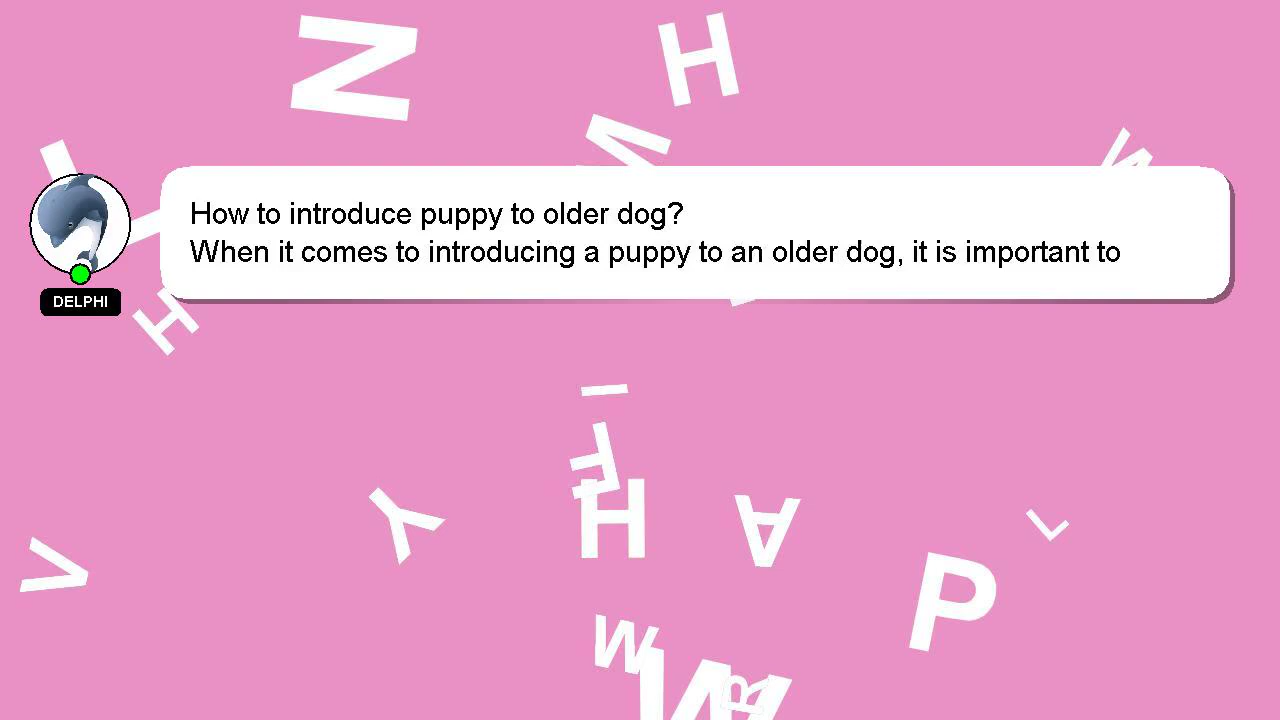 N
H
W
How to introduce puppy to older dog?
When it comes to introducing a puppy to an older dog, it is important to
DELPHI
H
I
F
H
Y
A
L
V
P
W
W
R